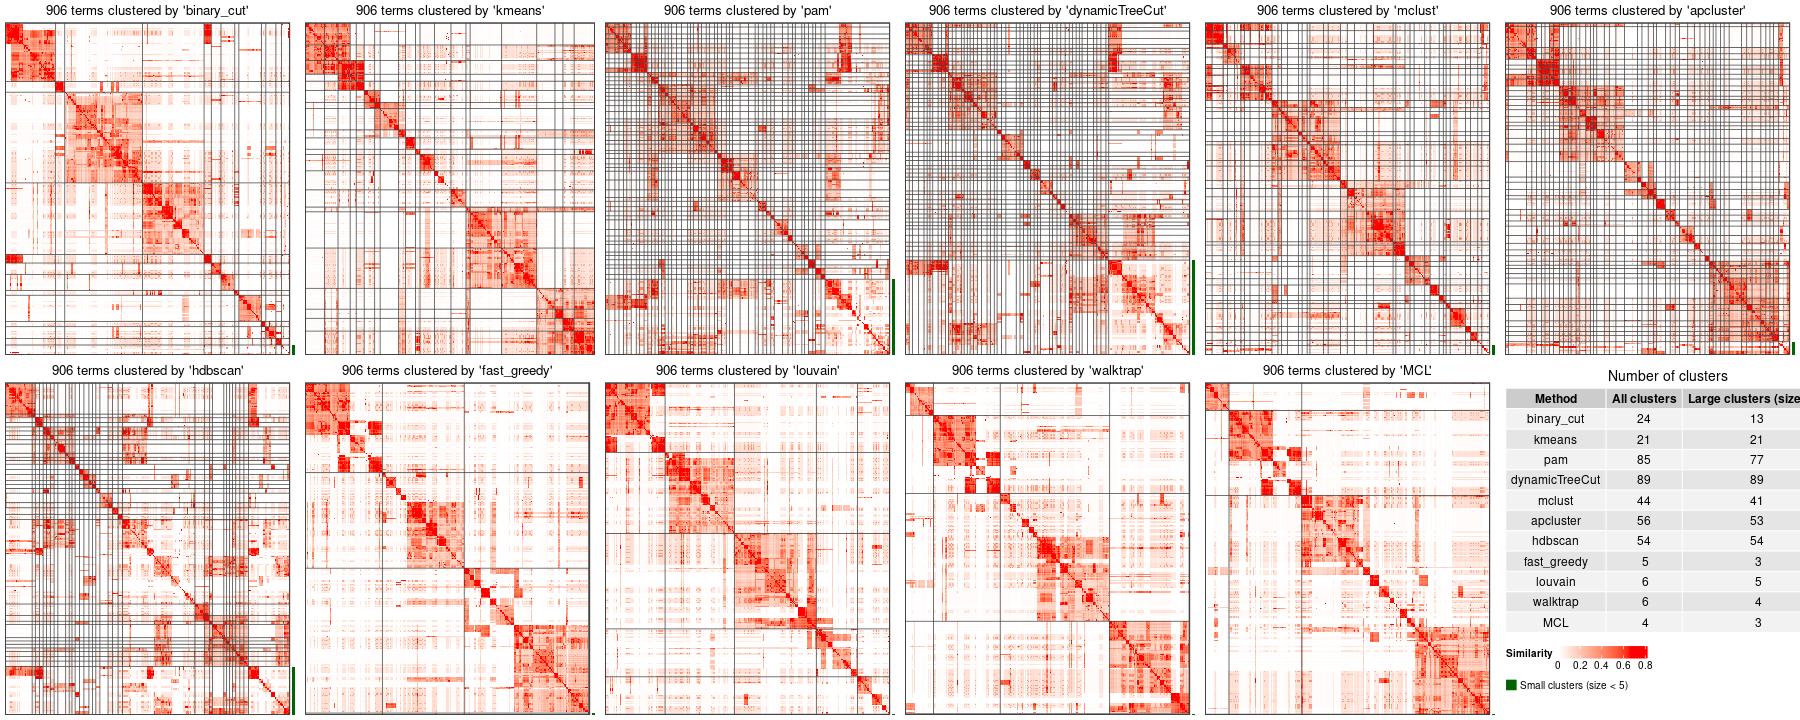 906 terms clustered by 'binary_cut'
906 terms clustered by 'kmeans'
906 terms clustered by 'pam'
906 terms clustered by 'dynamicTreeCut'
906 terms clustered by 'mclust'
906 terms clustered by 'apcluster'
906 terms clustered by 'hdbscan'
906 terms clustered by 'fast_greedy'
906 terms clustered by 'louvain'
906 terms clustered by 'walktrap'
906 terms clustered by 'MCL'
Number of clusters
Method All clusters Large clusters (size
binary_cut 24 13
kmeans 21 21
pam 85 77
dynamicTreeCut 89 89
mclust 44 41
apcluster 56 53
hdbscan 54 54
fast_greedy 5 3
louvain 6 5
walktrap 6 4
MCL 4 3
Similarity
0 0.2 0.4 0.6 0.8
Small clusters (size < 5)